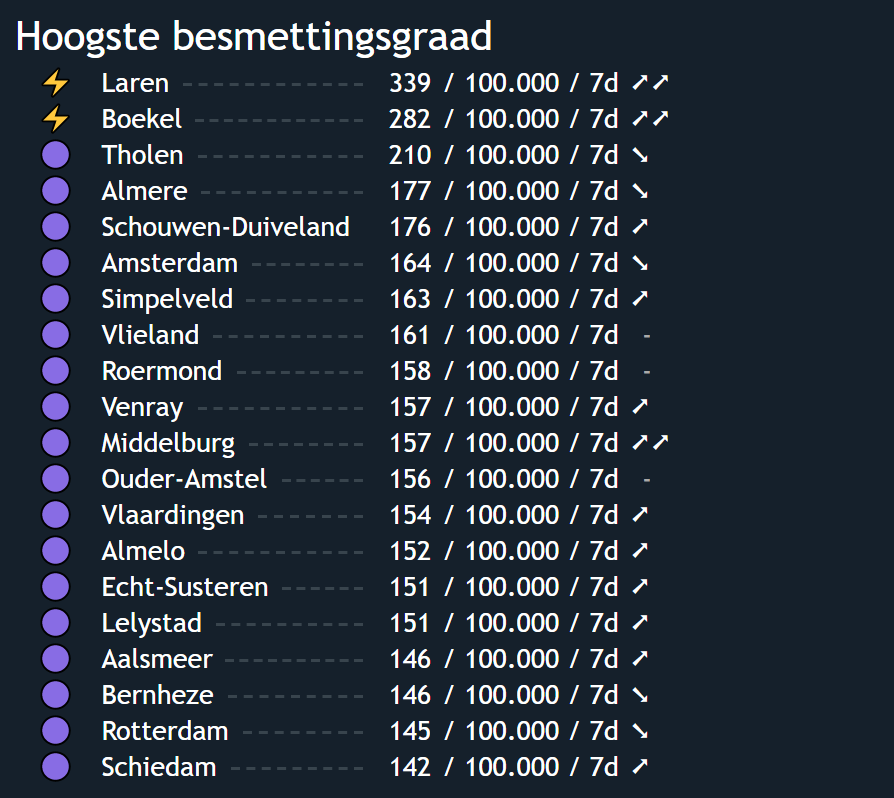 Hoogste besmettingsgraad
⚡ Laren ------------ 339 / 100.000 / 7d ➚➚
⚡ Boekel ----------- 282 / 100.000 / 7d ➚➚
Tholen ----------- 210 / 100.000 / 7d ➘
Almere ----------- 177 / 100.000 / 7d ➘
Schouwen-Duiveland 176 / 100.000 / 7d ➚
Amsterdam -------- 164 / 100.000 / 7d ➘
Simpelveld -------- 163 / 100.000 / 7d ➚
Vlieland ---------- 161 / 100.000 / 7d -
Roermond --------- 158 / 100.000 / 7d -
Venray ----------- 157 / 100.000 / 7d ➚
Middelburg -------- 157 / 100.000 / 7d ➚➚
Ouder-Amstel ------ 156 / 100.000 / 7d -
Vlaardingen ------- 154 / 100.000 / 7d ➚
Almelo ----------- 152 / 100.000 / 7d ➚
Echt-Susteren ------ 151 / 100.000 / 7d ➚
Lelystad ---------- 151 / 100.000 / 7d ➚
Aalsmeer --------- 146 / 100.000 / 7d ➚
Bernheze --------- 146 / 100.000 / 7d ➘
Rotterdam -------- 145 / 100.000 / 7d ➘
Schiedam --------- 142 / 100.000 / 7d ➚